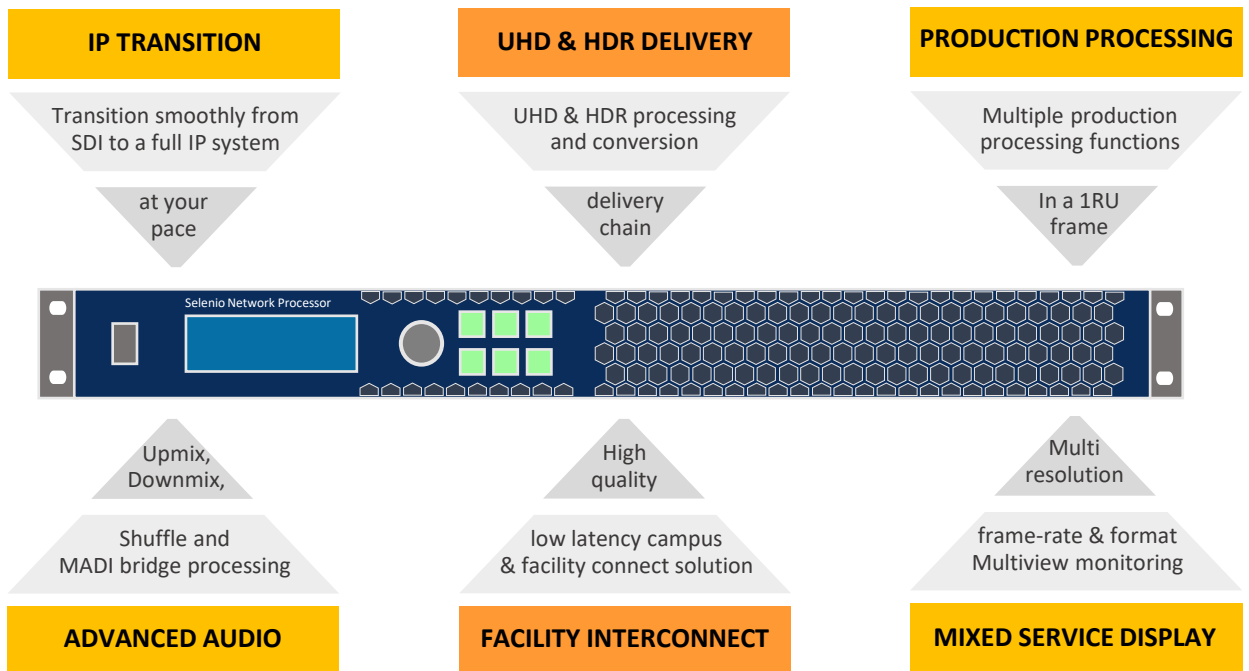 IP TRANSITION
Transition smoothly from
SDI to a full IP system
at your
pace
UHD & HDR DELIVERY
UHD & HDR processing
and conversion
delivery
chain
PRODUCTION PROCESSING
Multiple production
processing functions
In a 1RU
frame
Selenio Network Processor
Upmix,
Downmix,
Shuffle and
MADI bridge processing
ADVANCED AUDIO
High
quality
low latency campus
& facility connect solution
FACILITY INTERCONNECT
Multi
resolution
frame-rate & format
Multiview monitoring
MIXED SERVICE DISPLAY